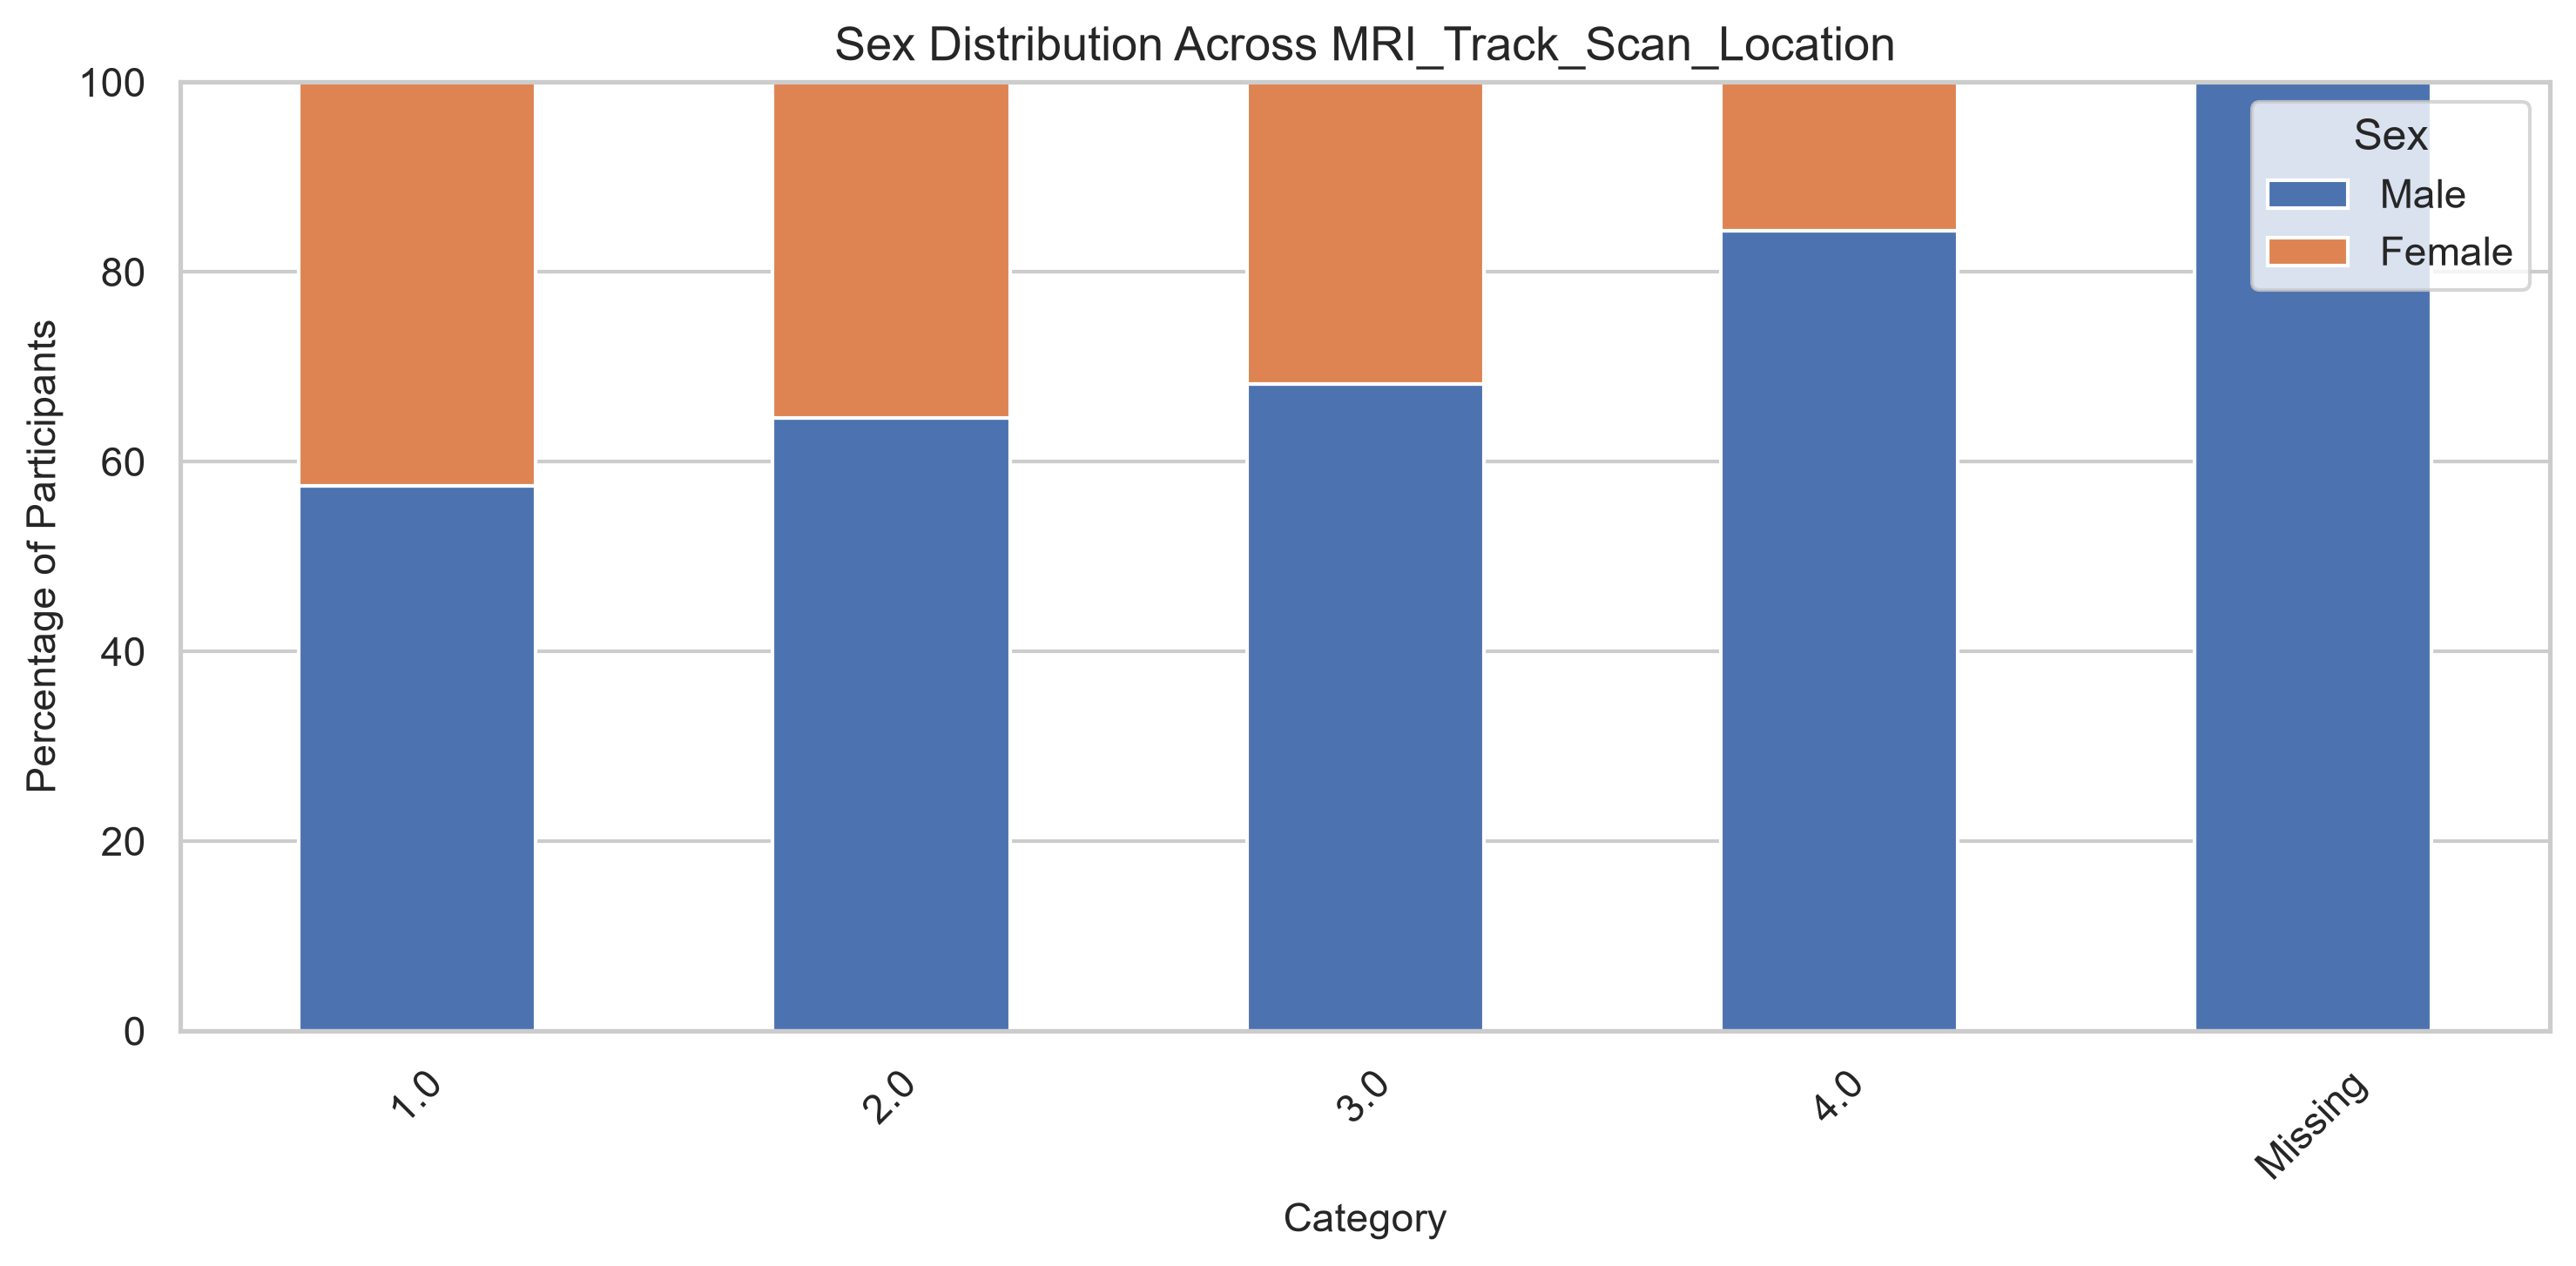 Sex Distribution Across MRI_Track_Scan_Location
100
80
60
40
20
0
Percentage of Participants
Sex
Male
Female
1.0
2.0
3.0
4.0
Missing
Category